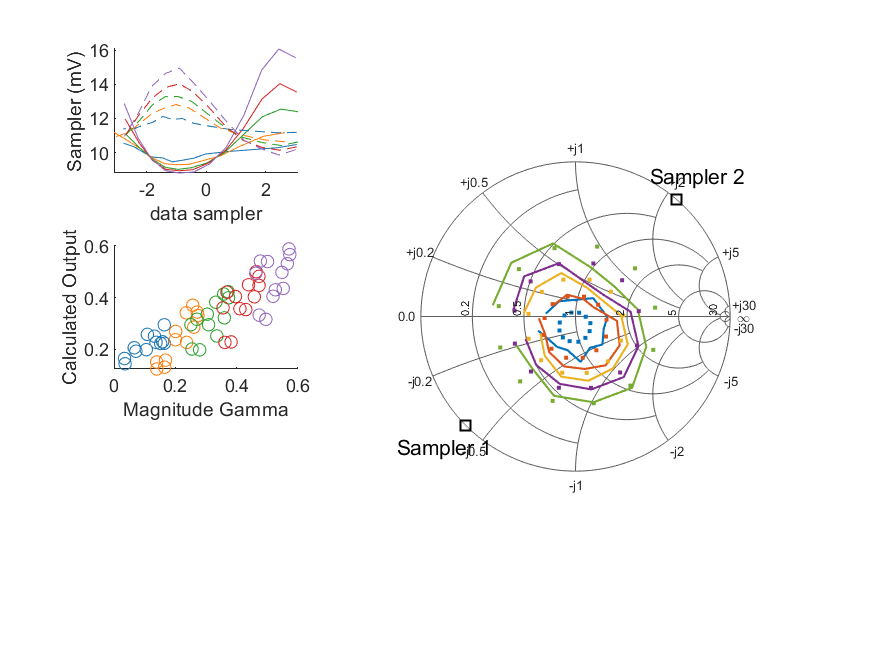 16
14
12
10
Sampler (mV)
-2
0
2
data sampler
0.6
0.4
0.2
Calculated Output
0
0.2
0.4
0.6
Magnitude Gamma
+j1
+j0.5
+j2
Sampler 2
+j0.2
+j5
0.0
0.2
0.5
1
2
5
30
+j30
∞
-j30
-j0.2
-j5
Sampler 1
-j0.5
-j2
-j1